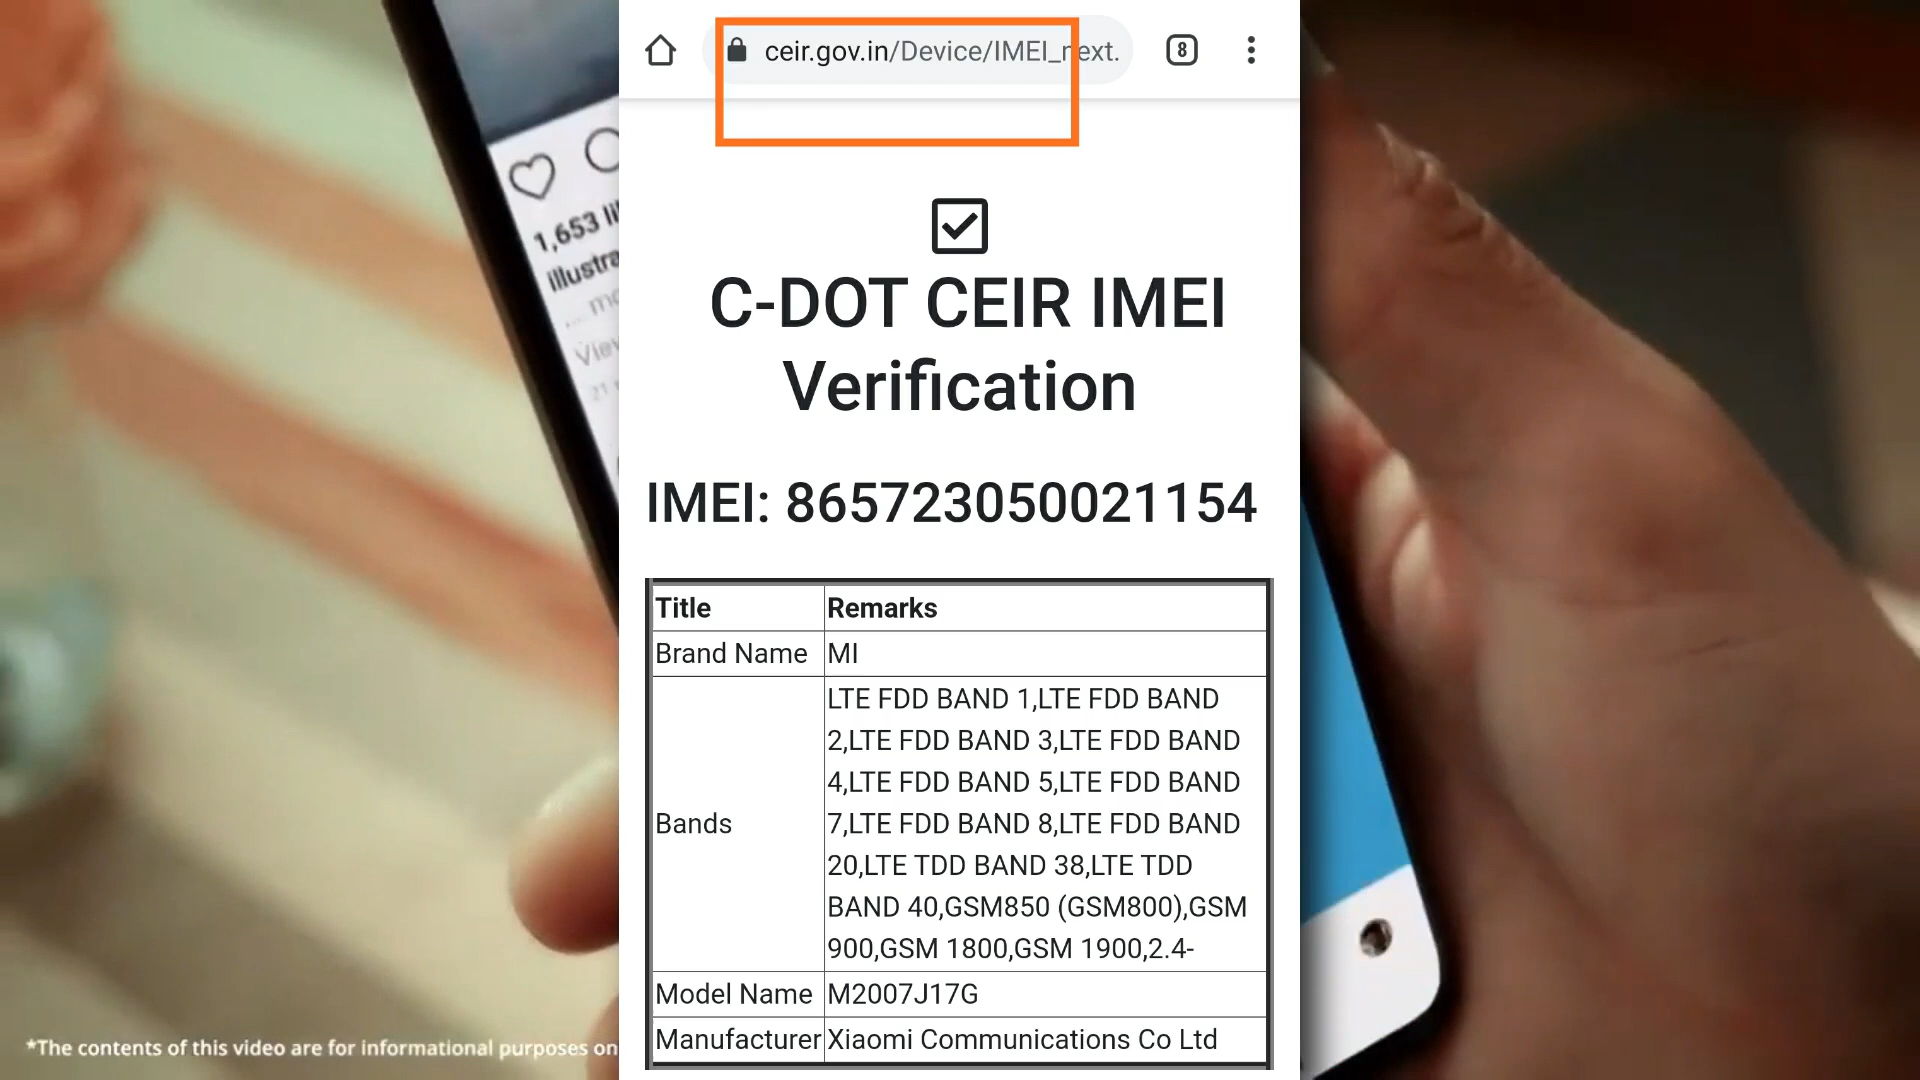 ceir.gov.in/Device/IMEI_next.
8
C-DOT CEIR IMEI
Verification
IMEI: 865723050021154
Title Remarks
Brand Name MI
Bands LTE FDD BAND 1,LTE FDD BAND
2,LTE FDD BAND 3,LTE FDD BAND
4,LTE FDD BAND 5,LTE FDD BAND
7,LTE FDD BAND 8,LTE FDD BAND
20,LTE TDD BAND 38,LTE TDD
BAND 40,GSM850 (GSM800),GSM
900,GSM 1800,GSM 1900,2.4-
Model Name M2007J17G
Manufacturer Xiaomi Communications Co Ltd
1,653
*The contents of this video are for informational purposes on